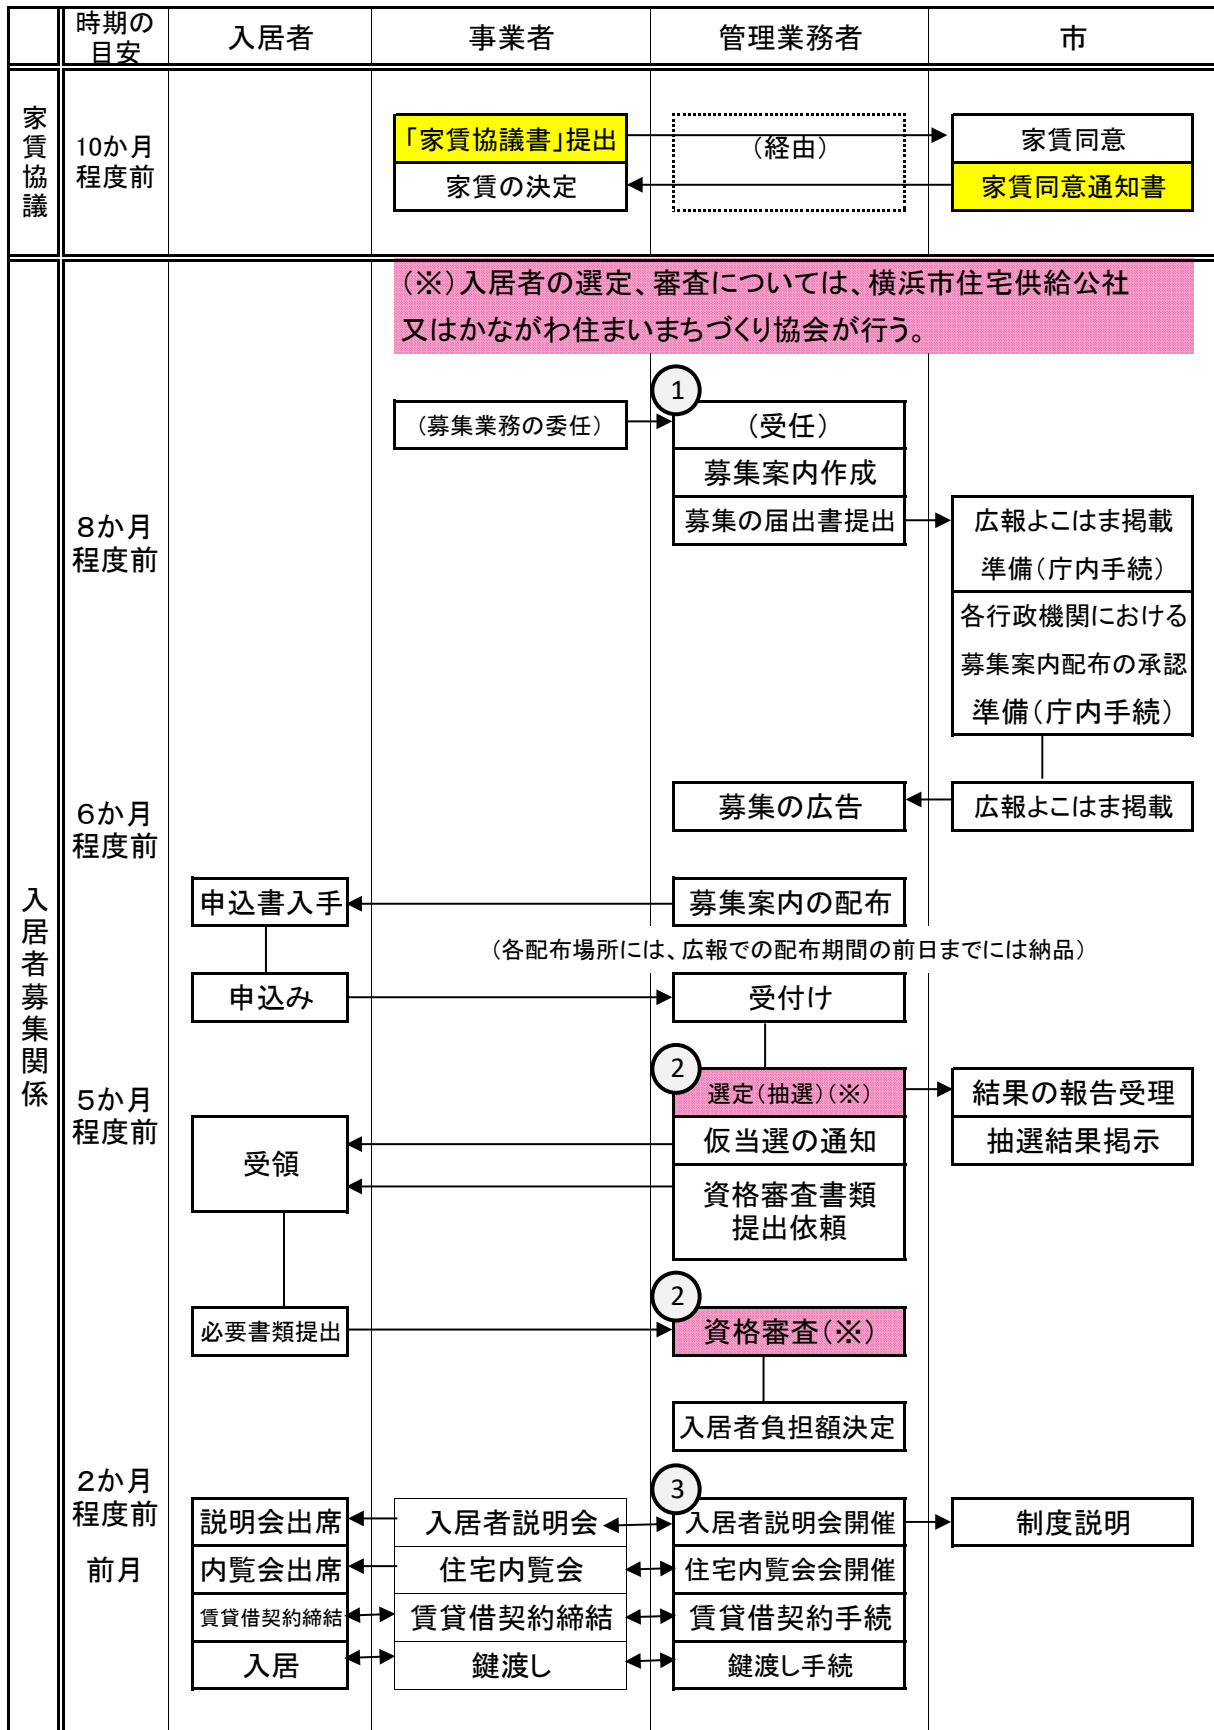 時期の
目安
入居者
事業者
管理業務者
市
家賃協議
10か月
程度前
「家賃協議書」提出
(経由)
家賃同意
家賃の決定
家賃同意通知書
入居者募集関係
(※)入居者の選定、審査については、横浜市住宅供給公社
又はかながわ住まいまちづくり協会が行う。
1
(募集業務の委任)
(受任)
募集案内作成
8か月
程度前
募集の届出書提出
広報よこはま掲載
準備(庁内手続)
各行政機関における
募集案内配布の承認
準備(庁内手続)
6か月
程度前
募集の広告
広報よこはま掲載
申込書入手
募集案内の配布
(各配布場所には、広報での配布期間の前日までには納品)
申込み
受付け
5か月
程度前
2
選定(抽選)(※)
結果の報告受理
仮当選の通知
抽選結果掲示
受領
資格審査書類
提出依頼
2
必要書類提出
資格審査(※)
入居者負担額決定
2か月
程度前
3
説明会出席
入居者説明会
入居者説明会開催
制度説明
前月
内覧会出席
住宅内覧会
住宅内覧会会開催
賃貸借契約締結
賃貸借契約締結
賃貸借契約手続
入居
鍵渡し
鍵渡し手続